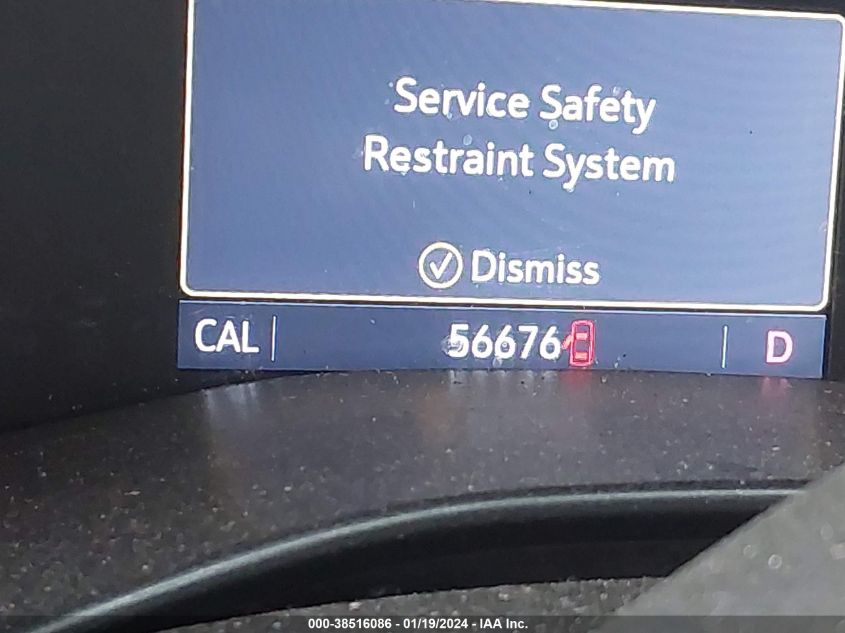 Service Safety
Restraint System
Dismiss
CAL 56676 D
000-38516086 - 01/19/2024 - IAA Inc.